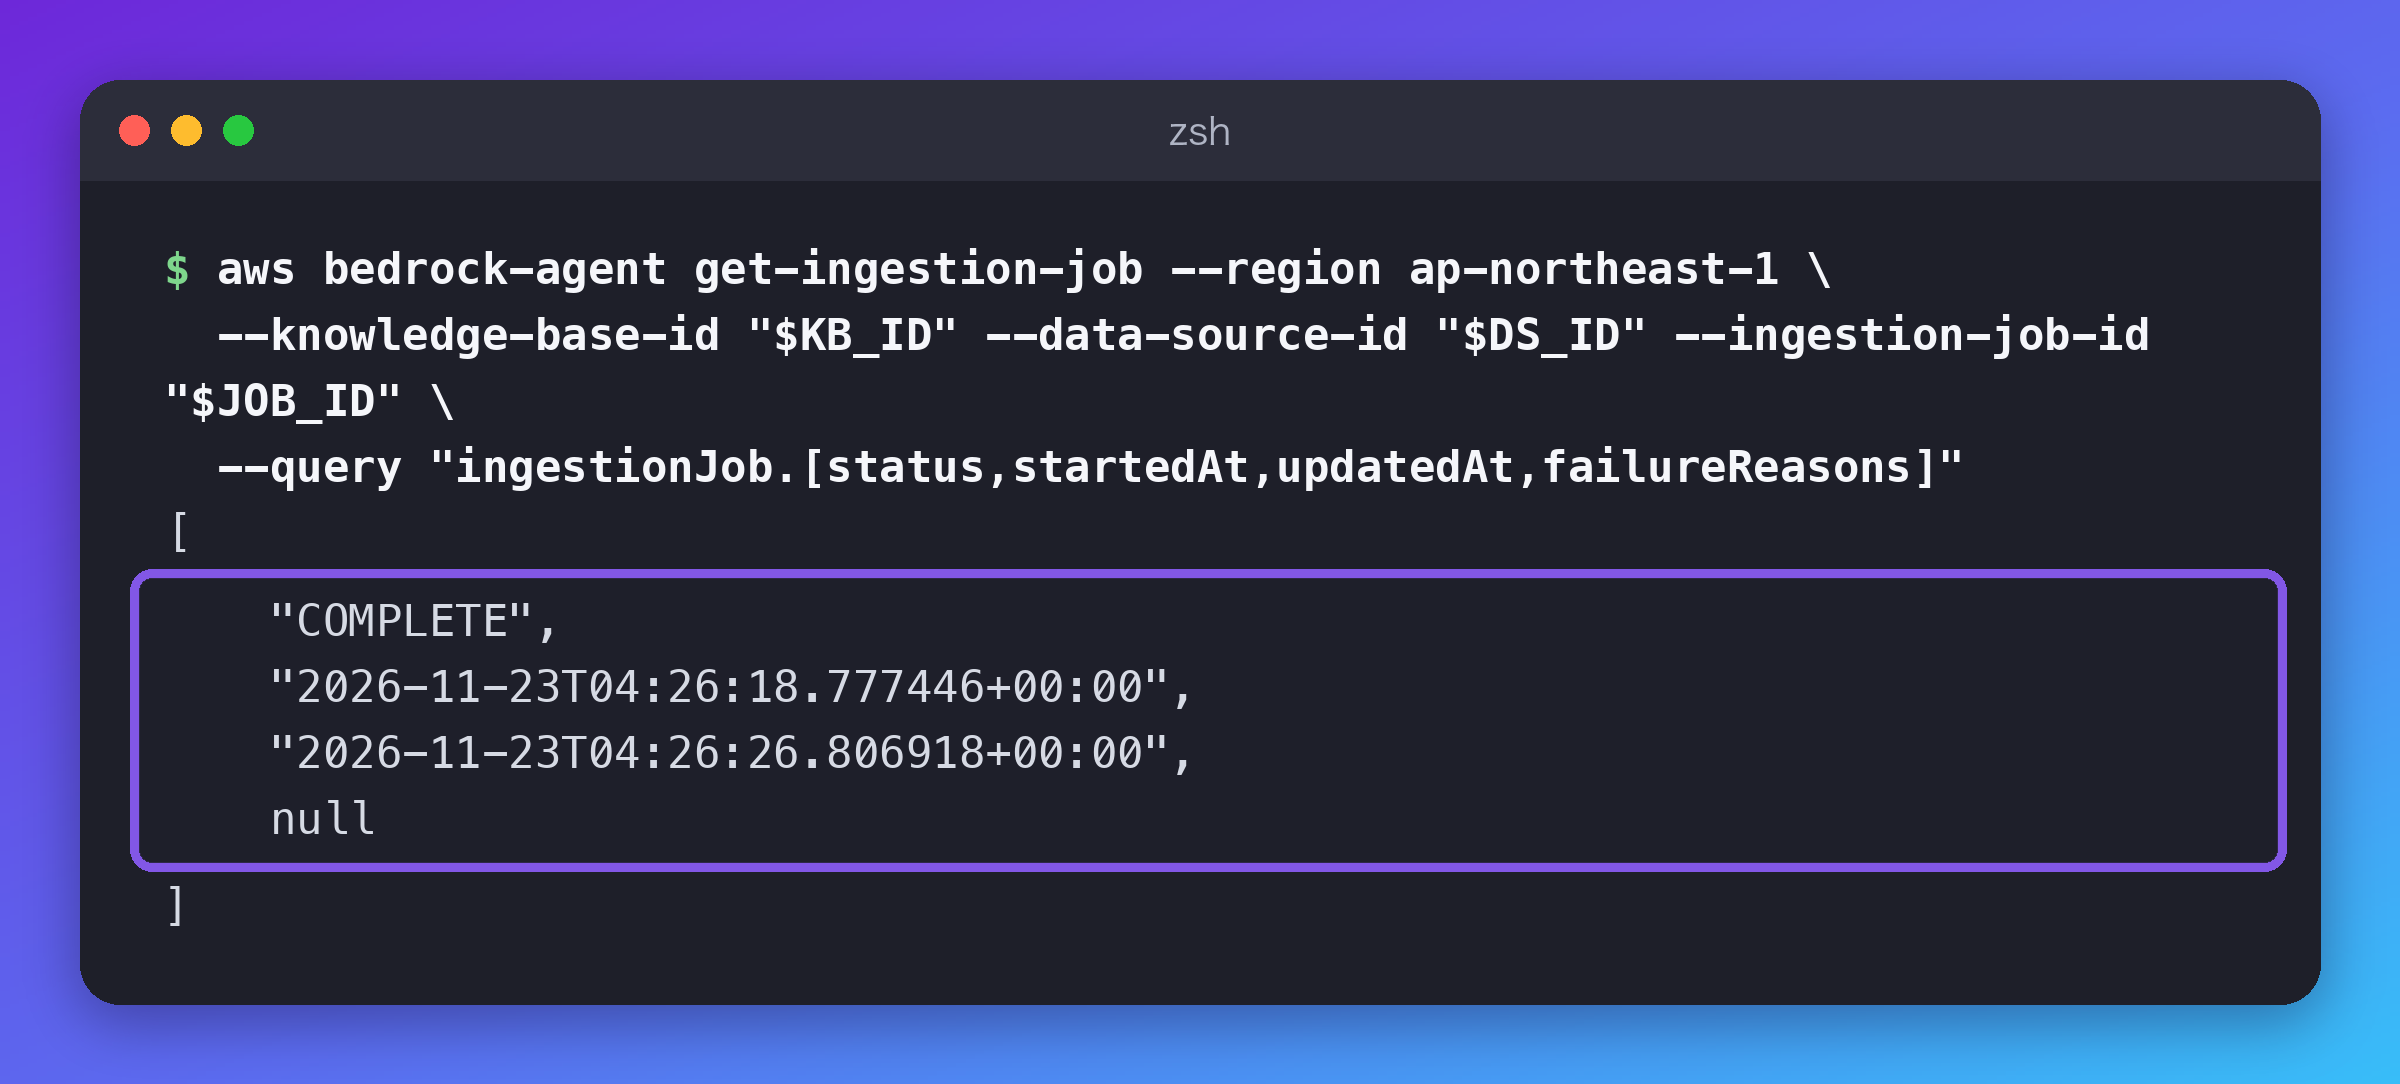 zsh
$ aws bedrock-agent get-ingestion-job --region ap-northeast-1 \
  --knowledge-base-id "$KB_ID" --data-source-id "$DS_ID" --ingestion-job-id
"$JOB_ID" \
  --query "ingestionJob.[status,startedAt,updatedAt,failureReasons]"
[
    "COMPLETE",
    "2026-11-23T04:26:18.777446+00:00",
    "2026-11-23T04:26:26.806918+00:00",
    null
]